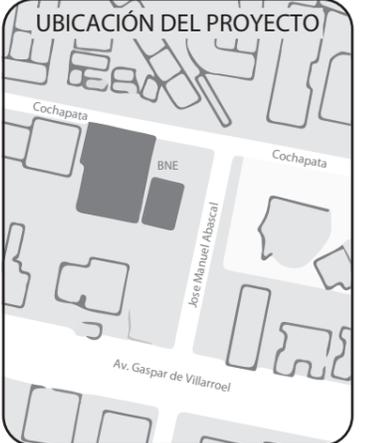 UBICACIÓN DEL PROYECTO
Cochapata
BNE
Cochapata
Jose Manuel Abascal
Av. Gaspar de Villarroel